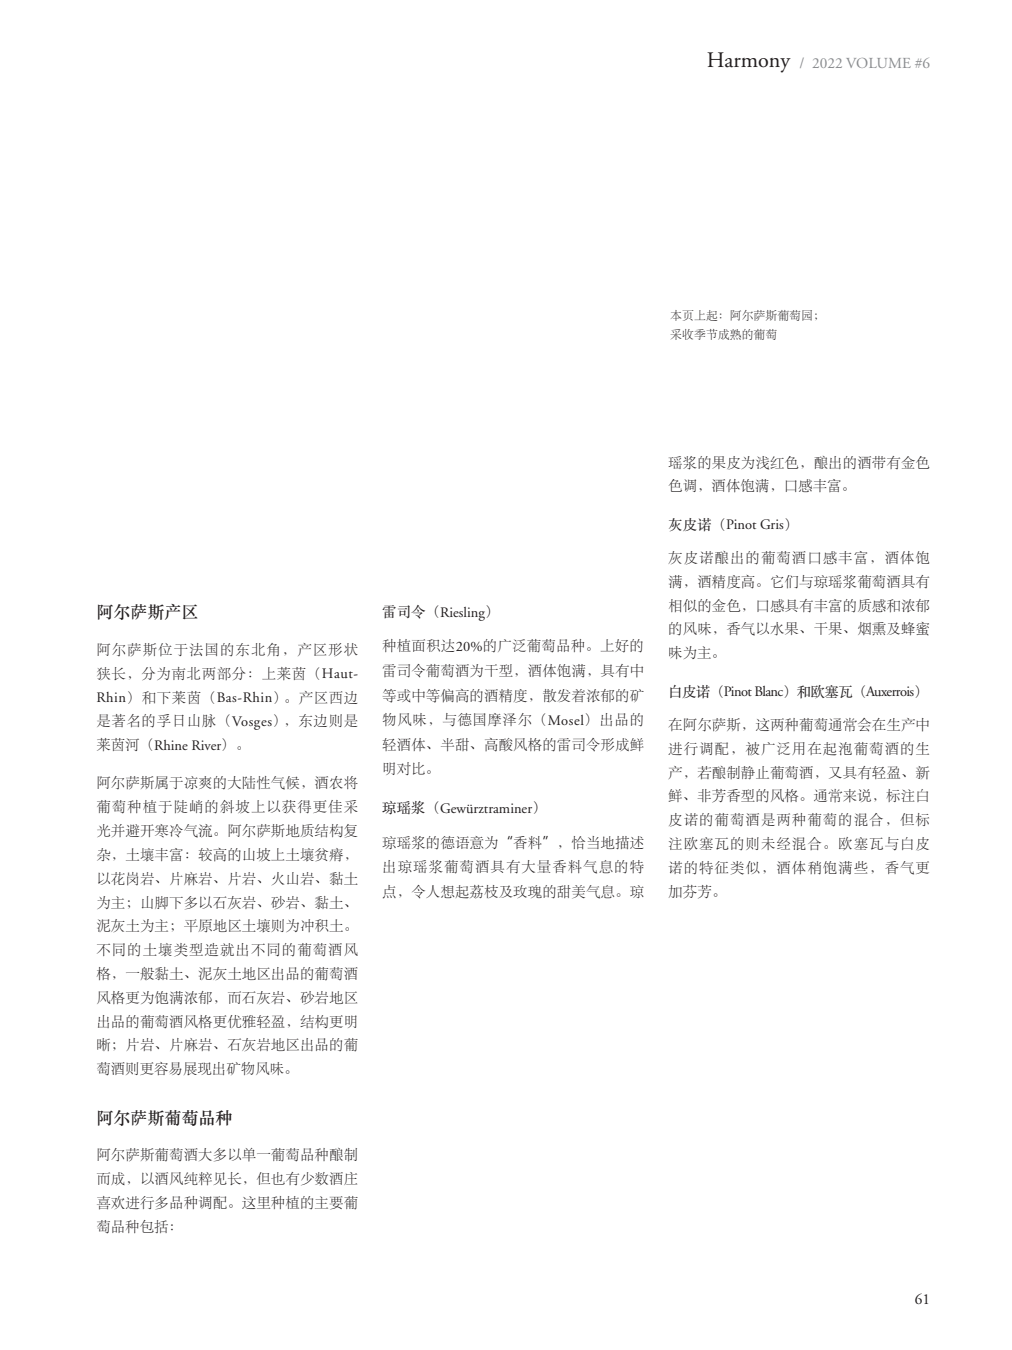 Harmony / 2022 VOLUME #6
本页上起：阿尔萨斯葡萄园；
采收季节成熟的葡萄
阿尔萨斯产区
阿尔萨斯位于法国的东北角，产区形状
狭长，分为南北两部分：上莱茵（Haut-
Rhin）和下莱茵（Bas-Rhin）。产区西边
是著名的孚日山脉（Vosges），东边则是
莱茵河（Rhine River）。
阿尔萨斯属于凉爽的大陆性气候，酒农将
葡萄种植于陡峭的斜坡上以获得更佳采
光并避开寒冷气流。阿尔萨斯地质结构复
杂，土壤丰富：较高的山坡上土壤贫瘠，
以花岗岩、片麻岩、片岩、火山岩、黏土
为主；山脚下多以石灰岩、砂岩、黏土、
泥灰土为主；平原地区土壤则为冲积土。
不同的土壤类型造就出不同的葡萄酒风
格，一般黏土、泥灰土地区出品的葡萄酒
风格更为饱满浓郁，而石灰岩、砂岩地区
出品的葡萄酒风格更优雅轻盈，结构更明
晰；片岩、片麻岩、石灰岩地区出品的葡
萄酒则更容易展现出矿物风味。
阿尔萨斯葡萄品种
阿尔萨斯葡萄酒大多以单一葡萄品种酿制
而成，以酒风纯粹见长，但也有少数酒庄
喜欢进行多品种调配。这里种植的主要葡
萄品种包括：
雷司令（Riesling）
种植面积达20%的广泛葡萄品种。上好的
雷司令葡萄酒为干型，酒体饱满，具有中
等或中等偏高的酒精度，散发着浓郁的矿
物风味，与德国摩泽尔（Mosel）出品的
轻酒体、半甜、高酸风格的雷司令形成鲜
明对比。
琼瑶浆（Gewürztraminer）
琼瑶浆的德语意为“香料”，恰当地描述
出琼瑶浆葡萄酒具有大量香料气息的特
点，令人想起荔枝及玫瑰的甜美气息。琼
瑶浆的果皮为浅红色，酿出的酒带有金色
色调，酒体饱满，口感丰富。
灰皮诺（Pinot Gris）
灰皮诺酿出的葡萄酒口感丰富，酒体饱
满，酒精度高。它们与琼瑶浆葡萄酒具有
相似的金色，口感具有丰富的质感和浓郁
的风味，香气以水果、干果、烟熏及蜂蜜
味为主。
白皮诺（Pinot Blanc）和欧塞瓦（Auxerrois）
在阿尔萨斯，这两种葡萄通常会在生产中
进行调配，被广泛用在起泡葡萄酒的生
产，若酿制静止葡萄酒，又具有轻盈、新
鲜、非芳香型的风格。通常来说，标注白
皮诺的葡萄酒是两种葡萄的混合，但标
注欧塞瓦的则未经混合。欧塞瓦与白皮
诺的特征类似，酒体稍饱满些，香气更
加芬芳。
61